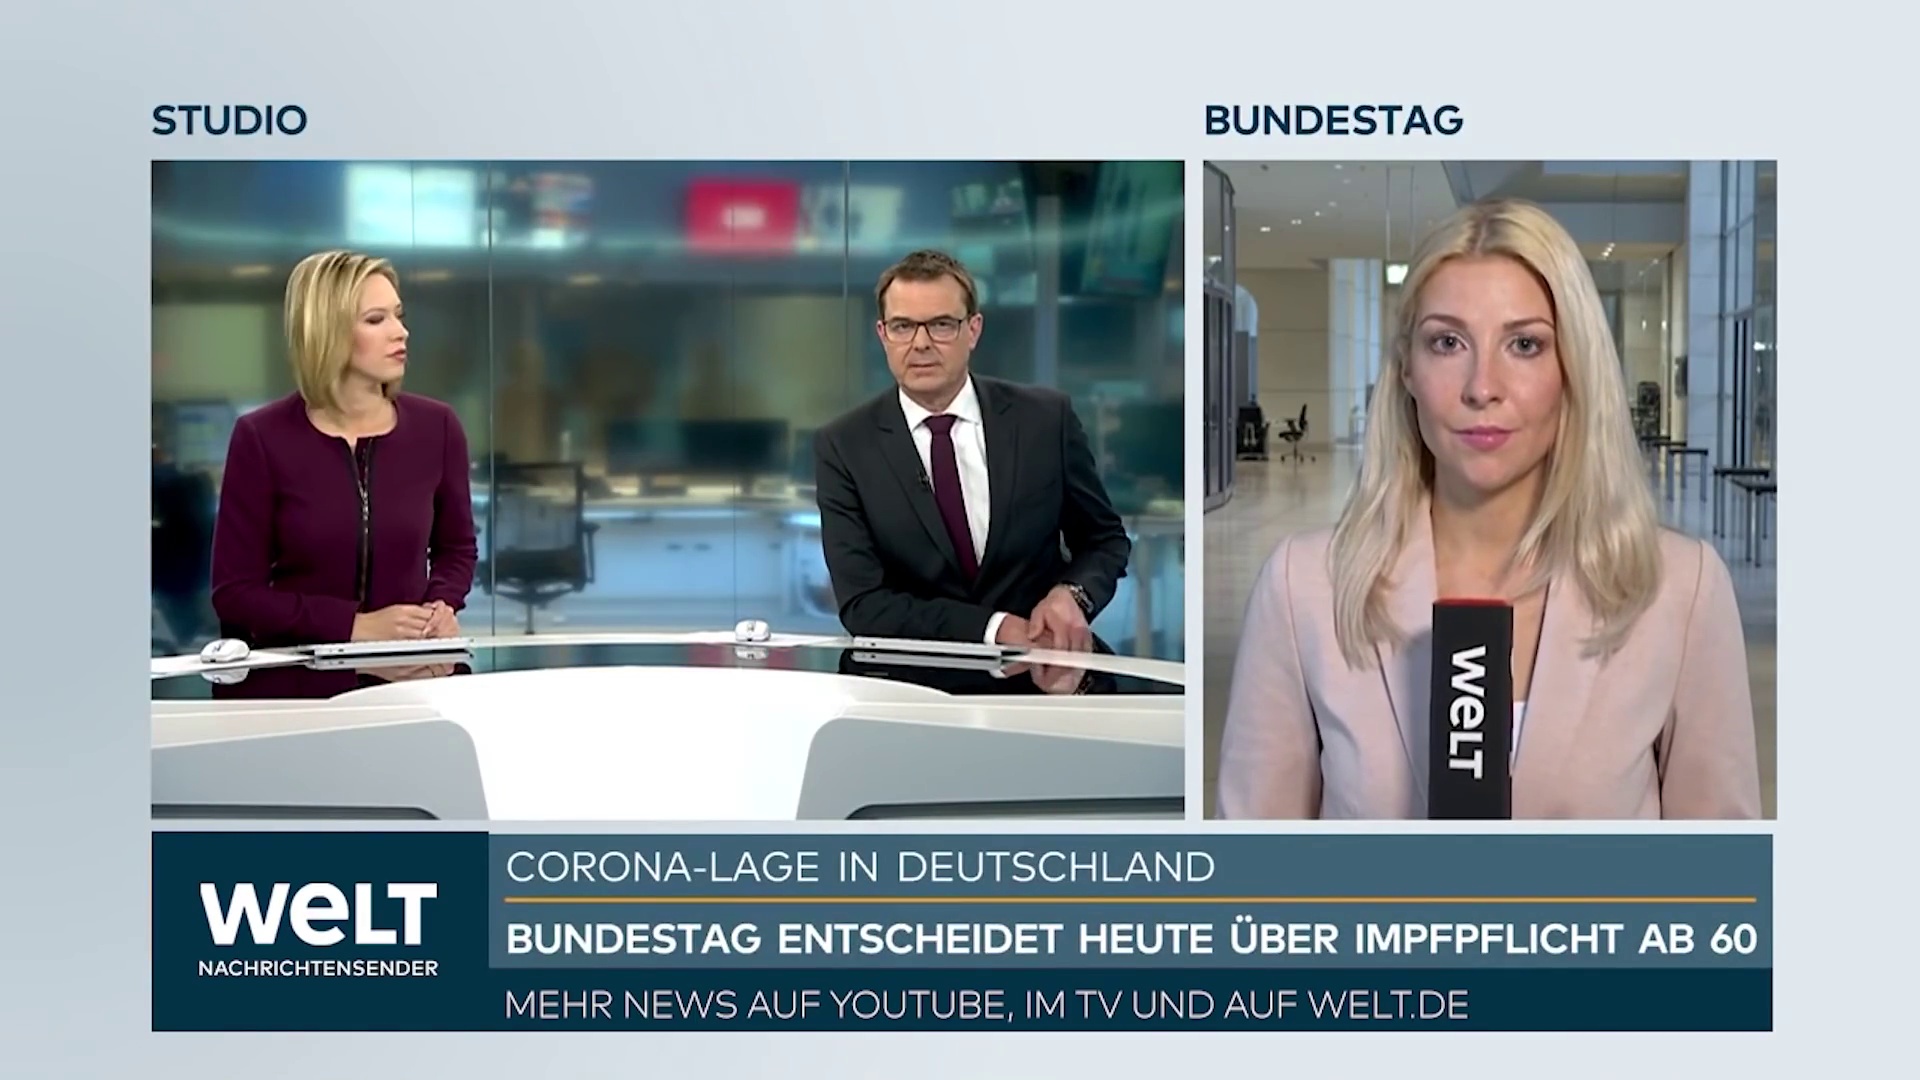 STUDIO
BUNDESTAG
WELT
CORONA-LAGE IN DEUTSCHLAND
BUNDESTAG ENTSCHEIDET HEUTE ÜBER IMPFPFLICHT AB 60
WELT
NACHRICHTENSENDER
MEHR NEWS AUF YOUTUBE, IM TV UND AUF WELT.DE